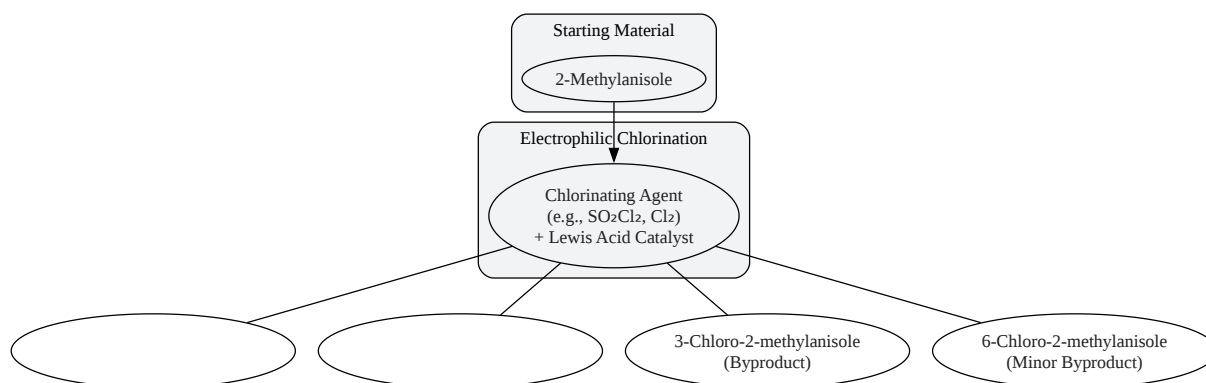 Starting Material
2-Methylanisole
Electrophilic Chlorination
Chlorinating Agent
(e.g., SO₂Cl₂, Cl₂)
+ Lewis Acid Catalyst
3-Chloro-2-methylanisole
(Byproduct)
6-Chloro-2-methylanisole
(Minor Byproduct)